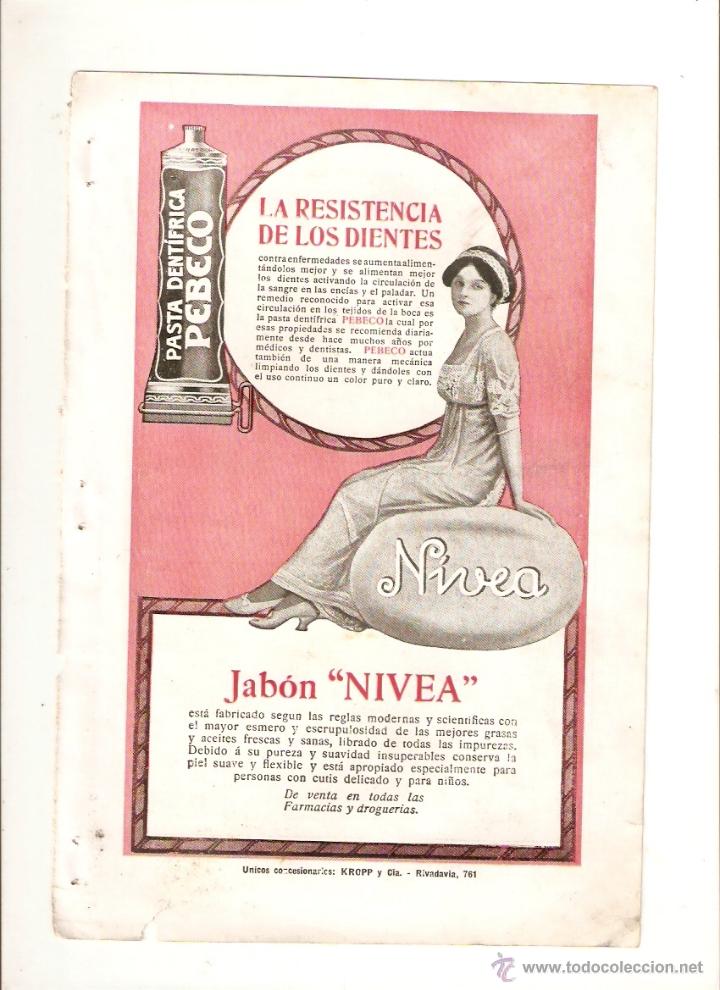 PASTA DENTÍFRICA
PEBECO
LA RESISTENCIA
DE LOS DIENTES
contra enfermedades se aumenta alimen-
tándolos mejor y se alimentan mejor
los dientes activando la circulación de
la sangre en las encías y el paladar. Un
remedio reconocido para activar esa
circulación en los tejidos de la boca es
la pasta dentífrica PEBECO la cual por
esas propiedades se recomienda diaria-
mente desde hace muchos años por
médicos y dentistas. PEBECO actua
también de una manera mecánica
limpiando los dientes y dándoles con
el uso continuo un color puro y claro.
Nivea
Jabón "NIVEA"
está fabricado segun las reglas modernas y scientíficas con
el mayor esmero y escrupulosidad de las mejores grasas
y aceites frescas y sanas, librado de todas las impurezas.
Debido á su pureza y suavidad insuperables conserva la
piel suave y flexible y está apropiado especialmente para
personas con cutis delicado y para niños.
De venta en todas las
Farmacias y droguerias.
Unicos concesionarios: KROPP y Cia. - Rivadavia, 761
www.todocoleccion.net